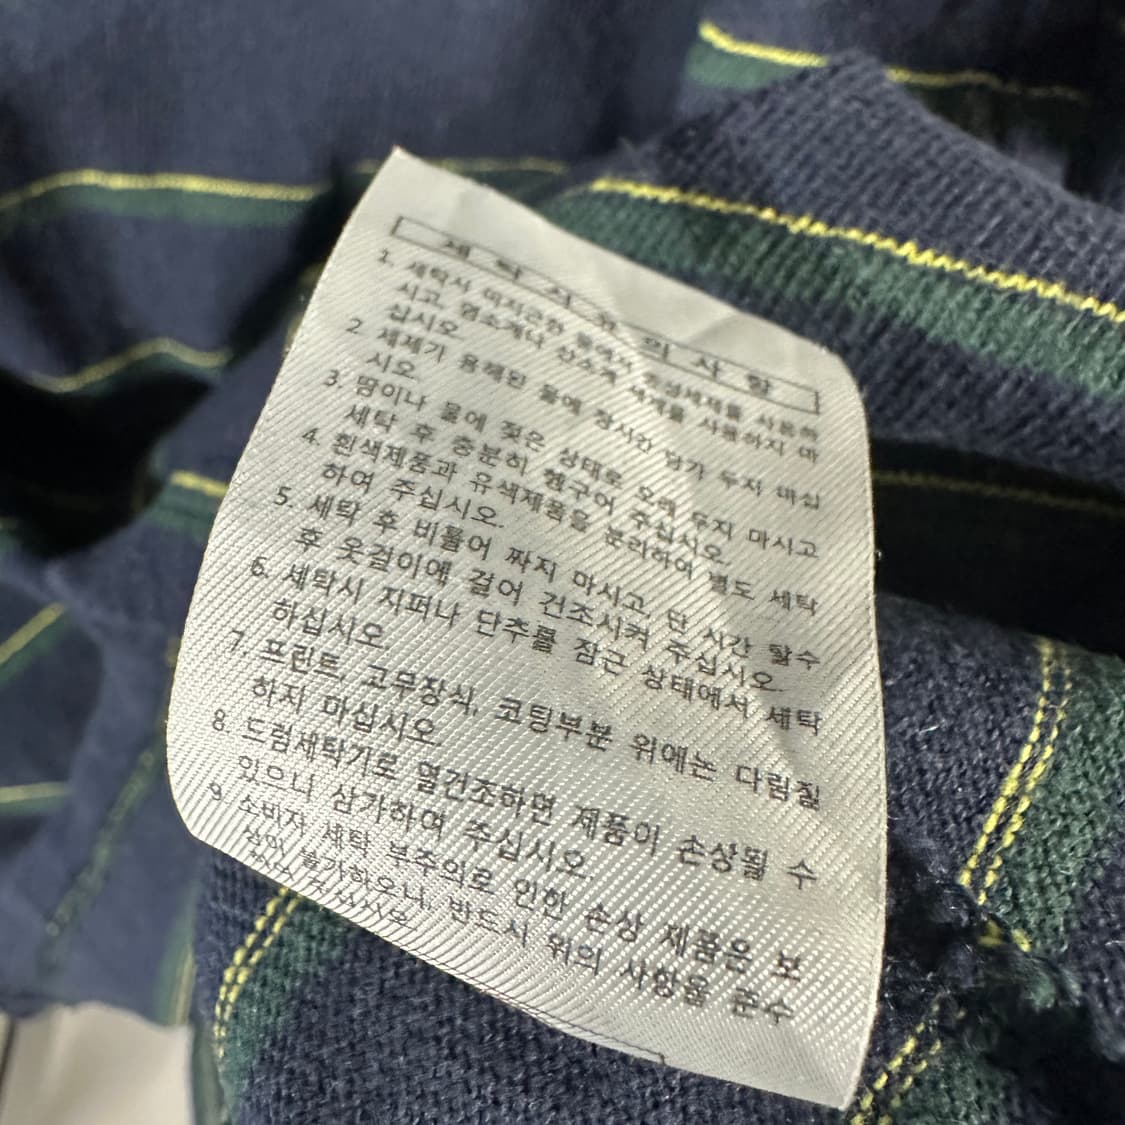 세 탁 시 주 의 사 항
1. 세탁시 미지근한 물에서 중성세제를 사용하
시고 염소계나 산소계 세제를 사용하지 마
십시오
2. 세제가 용해된 물에 장시간 담가 두지 마십
시오.
3. 땀이나 물에 젖은 상태로 오래 두지 마시고
세탁 후 충분히 헹구어 주십시오.
4. 흰색제품과 유색제품을 분리하여 별도 세탁
하여 주십시오.
5. 세탁 후 비틀어 짜지 마시고 단 시간 탈수
후 옷걸이에 걸어 건조시켜 주십시오.
6. 세탁시 지퍼나 단추를 잠근 상태에서 세탁
하십시오
7. 프린트, 고무장식, 코팅부분 위에는 다림질
하지 마십시오.
8. 드럼세탁기로 열건조하면 제품이 손상될 수
있으니 삼가하여 주십시오.
9. 소비자 세탁 부주의로 인한 손상 제품은 보
상이 불가하오니, 반드시 위의 사항을 준수
하여 주십시오